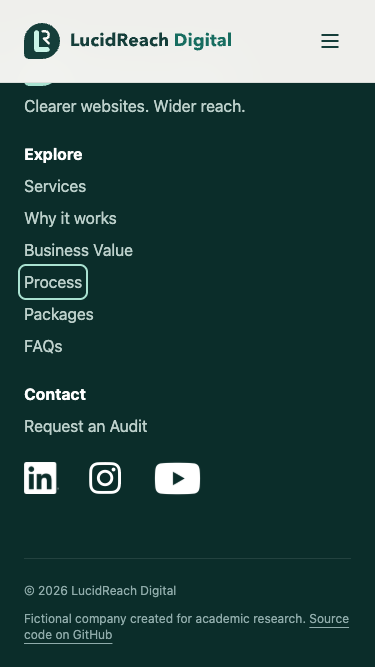 LucidReach Digital
Clearer websites. Wider reach.
Explore
Services
Why it works
Business Value
Process
Packages
FAQs
Contact
Request an Audit
in
© 2026 LucidReach Digital
Fictional company created for academic research. Source
code on GitHub